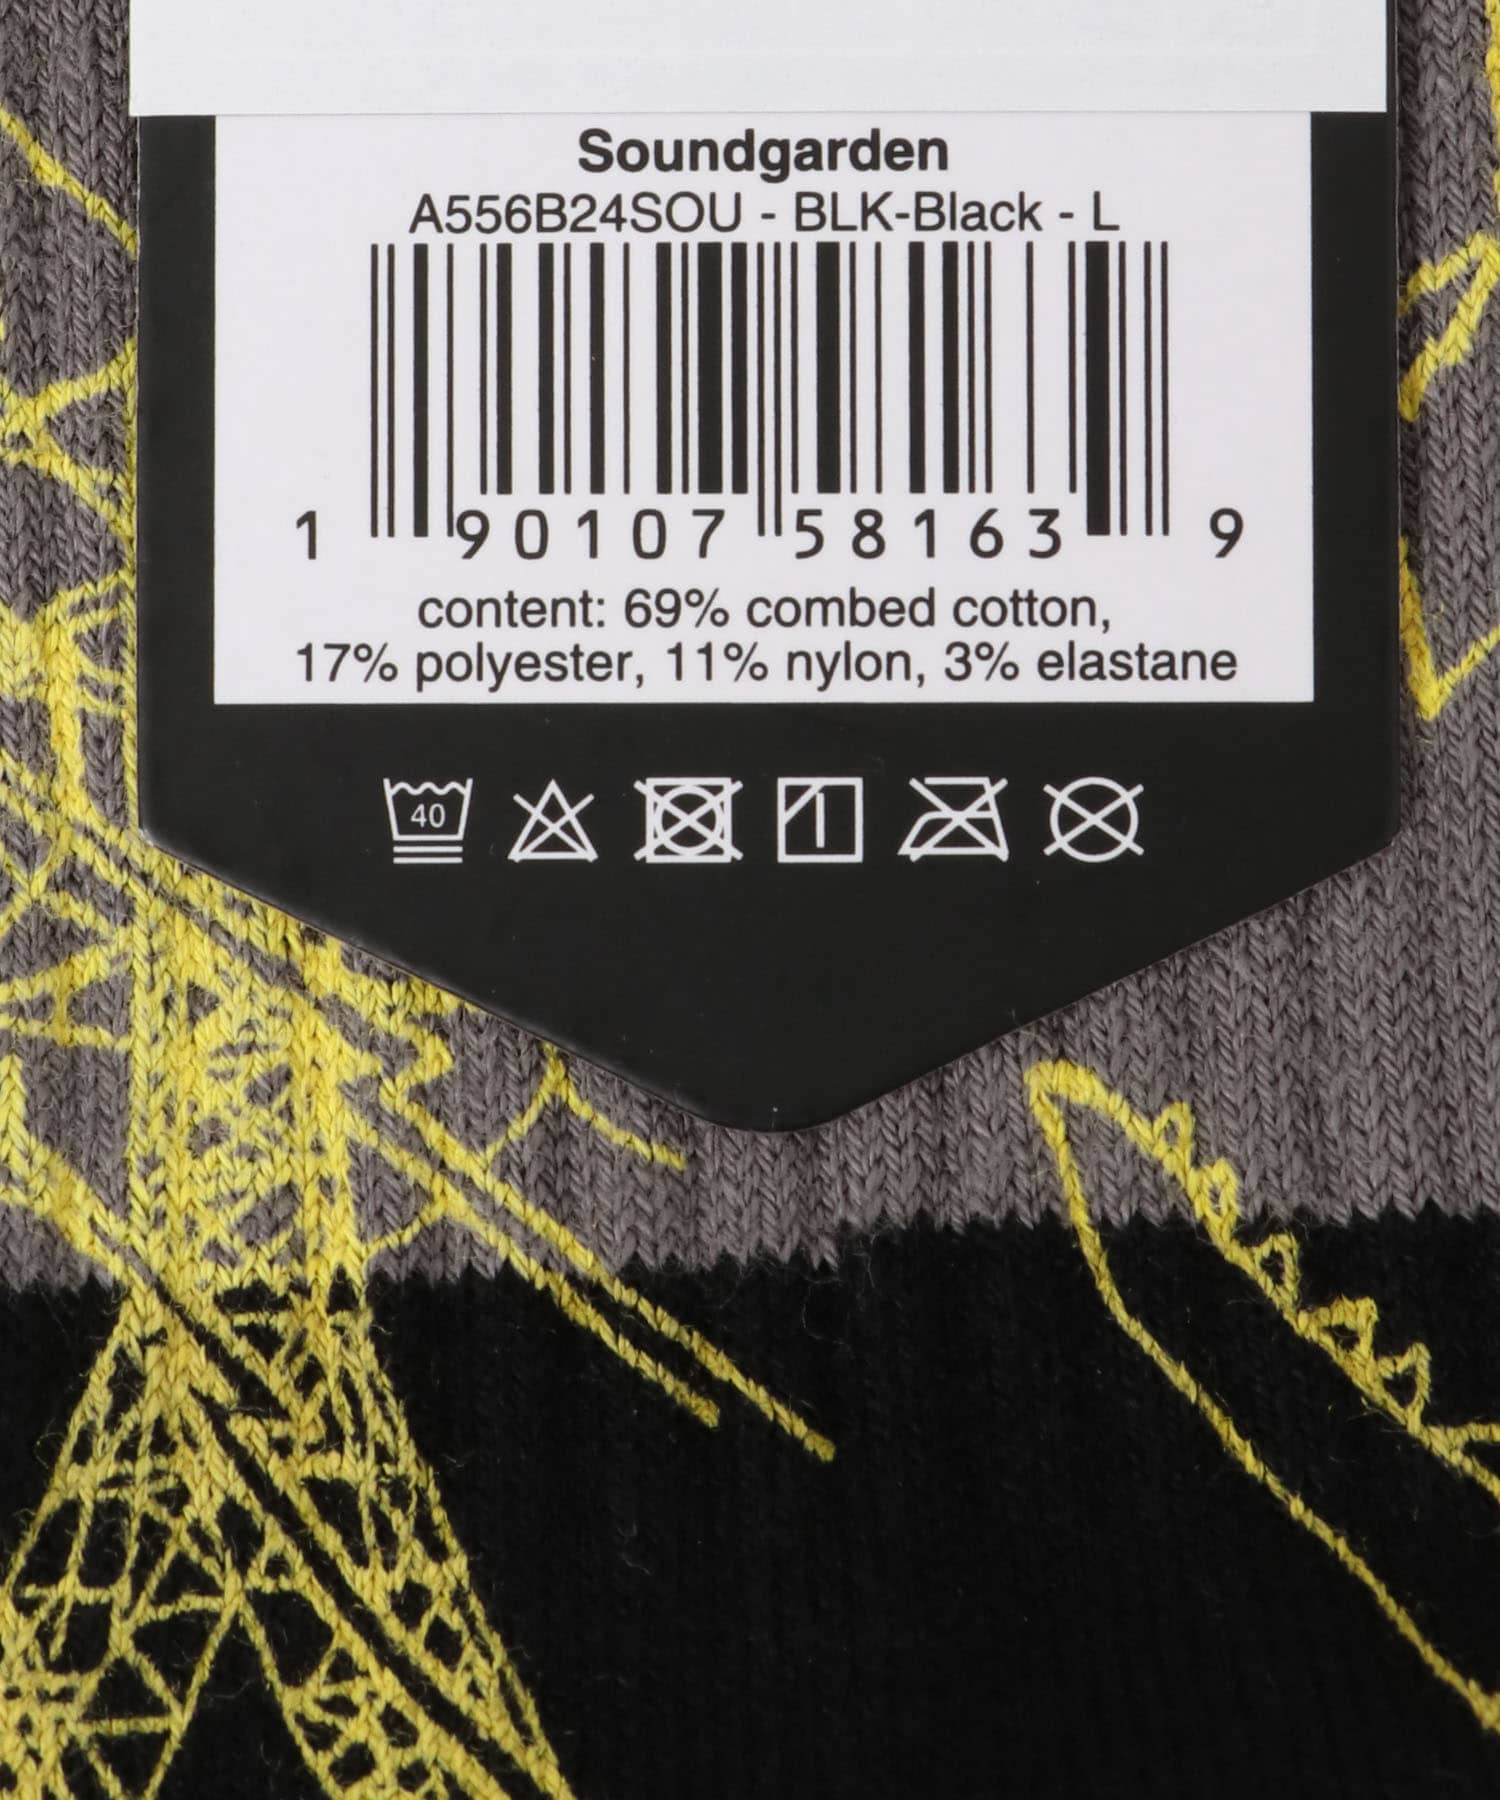 Soundgarden
A556B24SOU - BLK-Black - L
1 90107 58163 9
content: 69% combed cotton,
17% polyester, 11% nylon, 3% elastane
40